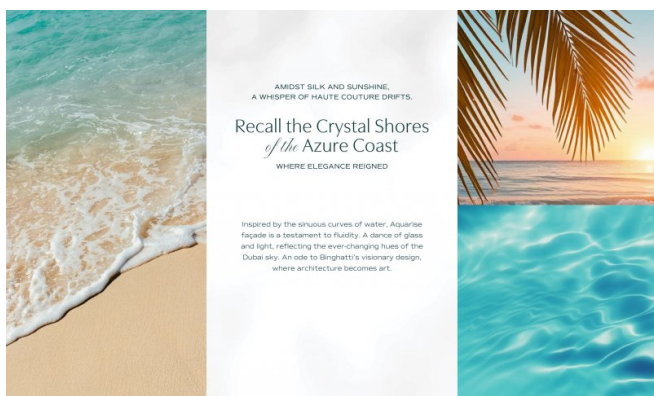 AMIDST SILK AND SUNSHINE,
A WHISPER OF HAUTE COUTURE DRIFTS.
Recall the Crystal Shores
of the Azure Coast
WHERE ELEGANCE REIGNED
Inspired by the sinuous curves of water, Aquarise
façade is a testament to fluidity. A dance of glass
and light, reflecting the ever-changing hues of the
Dubai sky. An ode to Binghatti's visionary design,
where architecture becomes art.